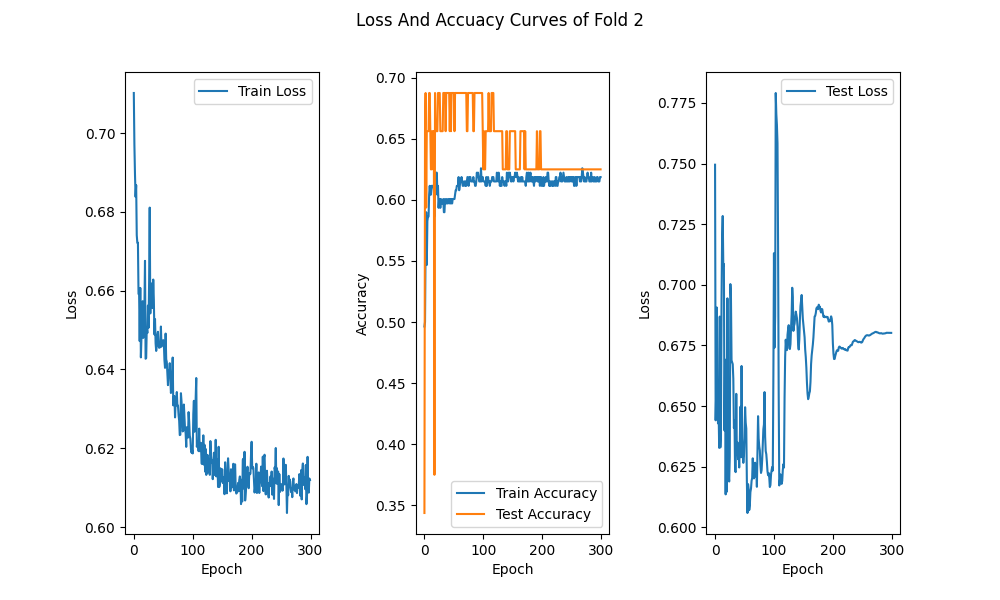 Loss And Accuacy Curves of Fold 2
Train Loss
0.70
0.68
0.66
0.64
0.62
0.60
Loss
0 100 200 300
Epoch
0.70
0.65
0.60
0.55
0.50
0.45
0.40
0.35
Accuracy
Train Accuracy
Test Accuracy
0 100 200 300
Epoch
Test Loss
0.775
0.750
0.725
0.700
0.675
0.650
0.625
0.600
Loss
0 100 200 300
Epoch